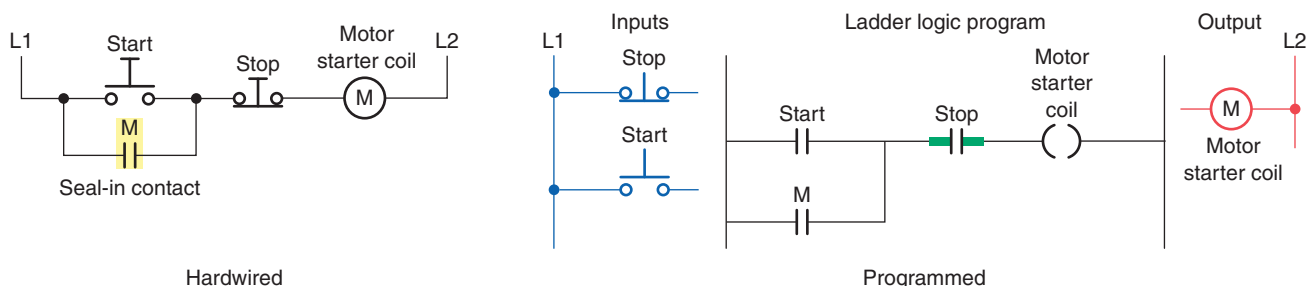 L1
Start
Stop
Motor
starter coil
L2
M
M
Seal-in contact
Hardwired
Inputs
L1
Stop
Start
Ladder logic program
Start
Stop
Motor
starter
coil
M
Programmed
Output
L2
M
Motor
starter coil